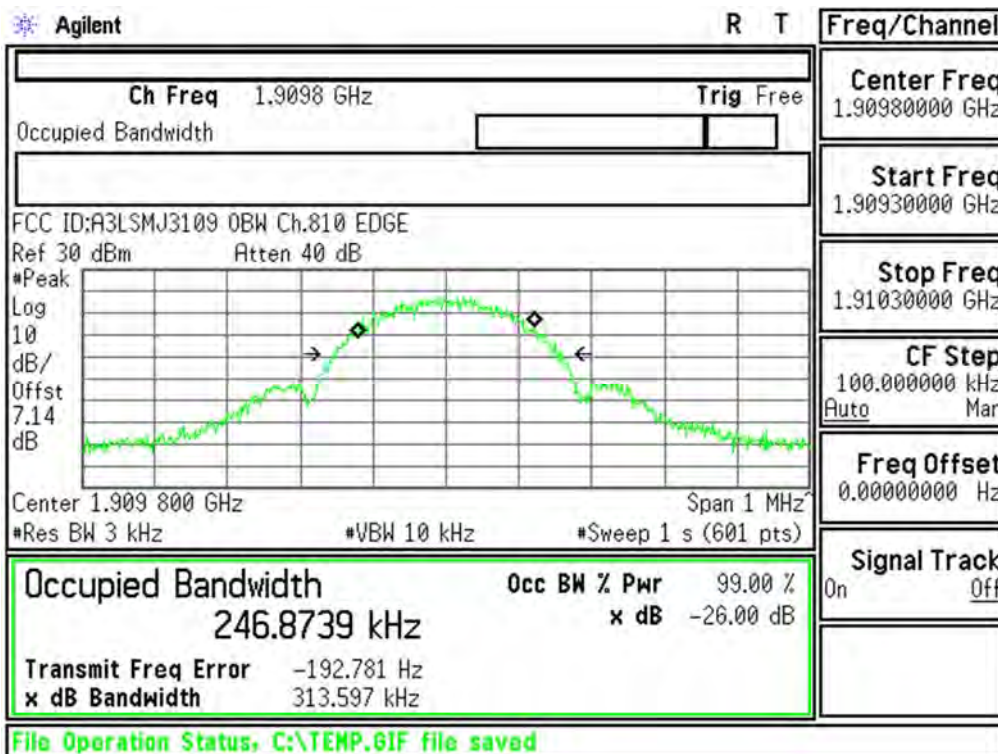 Agilent R T
Ch Freq 1.9098 GHz Trig Free
Occupied Bandwidth
FCC ID:A3LSMJ3109 OBW Ch.810 EDGE
Ref 30 dBm Atten 40 dB
#Peak
Log
10
dB/
Offst
7.14
dB
Center 1.909 800 GHz Span 1 MHz^
#Res BW 3 kHz #VBW 10 kHz #Sweep 1 s (601 pts)
Occupied Bandwidth Occ BW % Pwr 99.00 %
246.8739 kHz x dB -26.00 dB
Transmit Freq Error -192.781 Hz
x dB Bandwidth 313.597 kHz
File Operation Status, C:\TEMP.GIF file saved
Freq/Channel
Center Freq
1.90980000 GHz
Start Freq
1.90930000 GHz
Stop Freq
1.91030000 GHz
CF Step
100.000000 kHz
Auto Man
Freq Offset
0.00000000 Hz
Signal Track
On Off